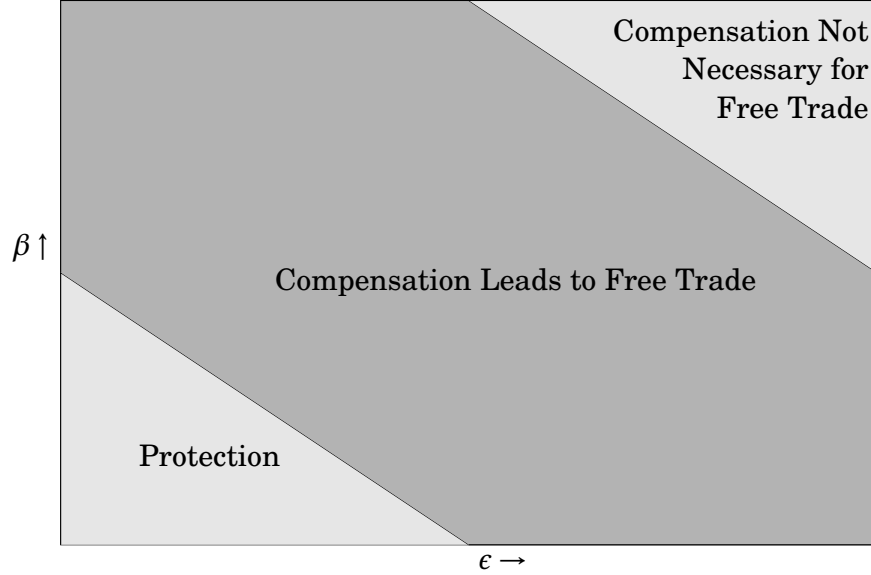 Compensation Not
Necessary for
Free Trade
β ↑
Compensation Leads to Free Trade
Protection
ϵ →